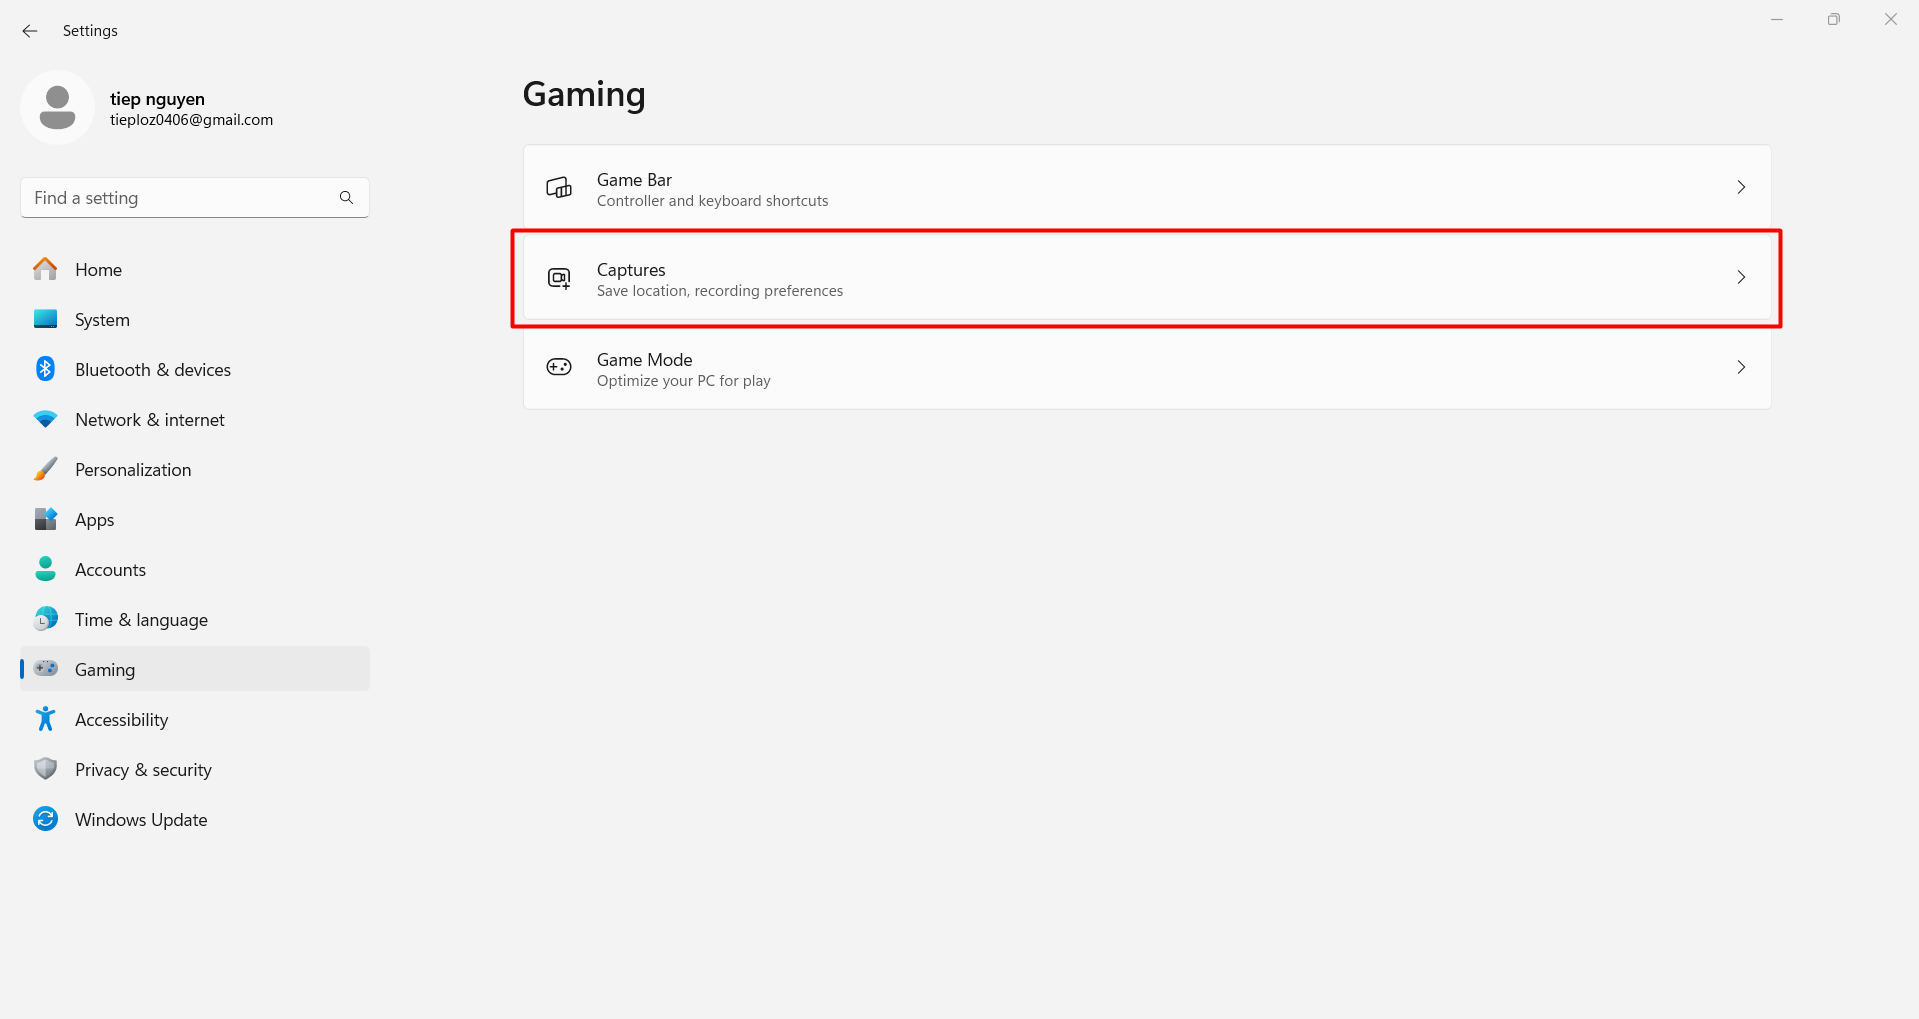 Settings
tiep nguyen
tieploz0406@gmail.com
Find a setting
Home
System
Bluetooth & devices
Network & internet
Personalization
Apps
Accounts
Time & language
Gaming
Accessibility
Privacy & security
Windows Update
Gaming
Game Bar
Controller and keyboard shortcuts
Captures
Save location, recording preferences
Game Mode
Optimize your PC for play